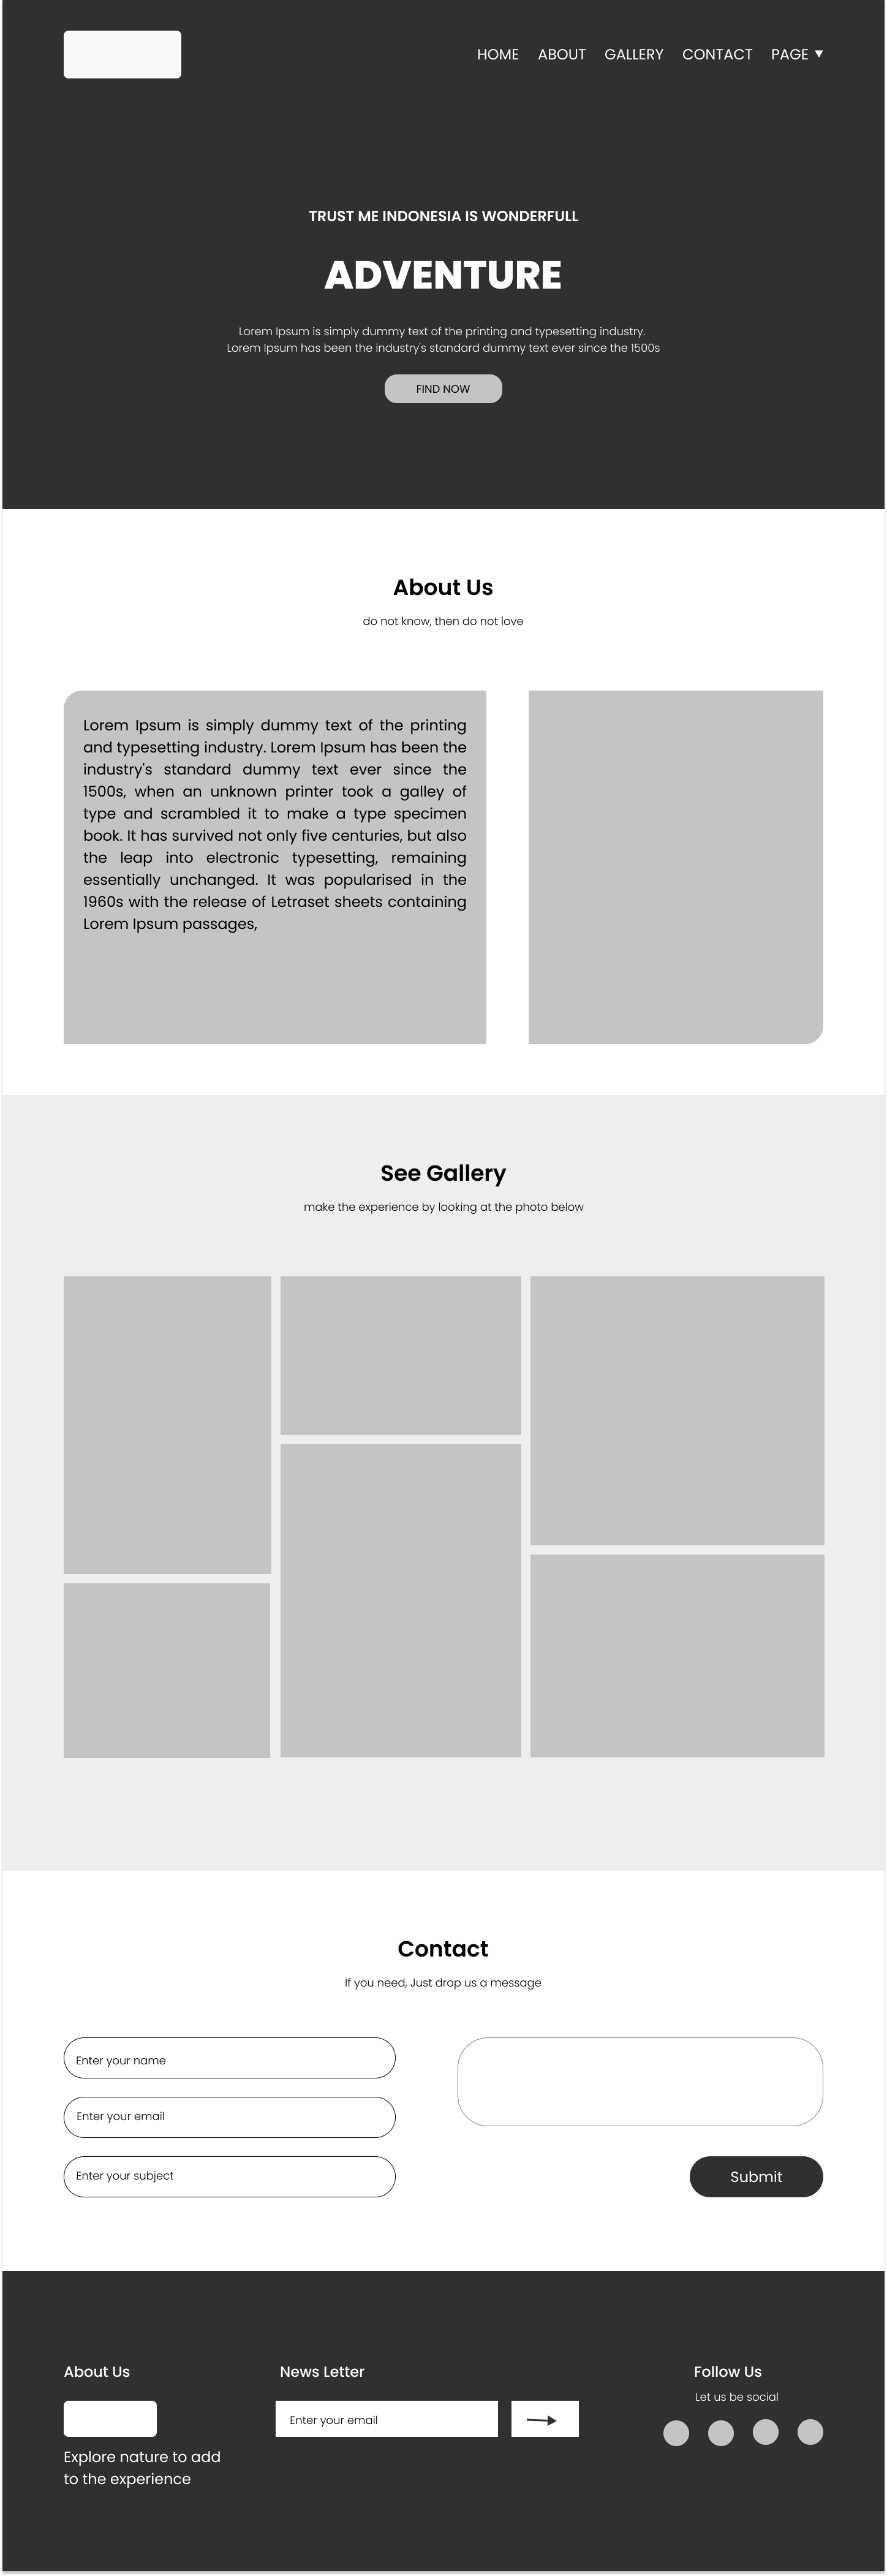 HOME ABOUT GALLERY CONTACT PAGE
TRUST ME INDONESIA IS WONDERFULL
ADVENTURE
Lorem Ipsum is simply dummy text of the printing and typesetting industry.
Lorem Ipsum has been the industry's standard dummy text ever since the 1500s
FIND NOW
About Us
do not know, then do not love
Lorem Ipsum is simply dummy text of the printing
and typesetting industry. Lorem Ipsum has been the
industry's standard dummy text ever since the
1500s, when an unknown printer took a galley of
type and scrambled it to make a type specimen
book. It has survived not only five centuries, but also
the leap into electronic typesetting, remaining
essentially unchanged. It was popularised in the
1960s with the release of Letraset sheets containing
Lorem Ipsum passages,
See Gallery
make the experience by looking at the photo below
Contact
If you need, Just drop us a message
Enter your name
Enter your email
Enter your subject
Submit
About Us
Explore nature to add
to the experience
News Letter
Enter your email
Follow Us
Let us be social